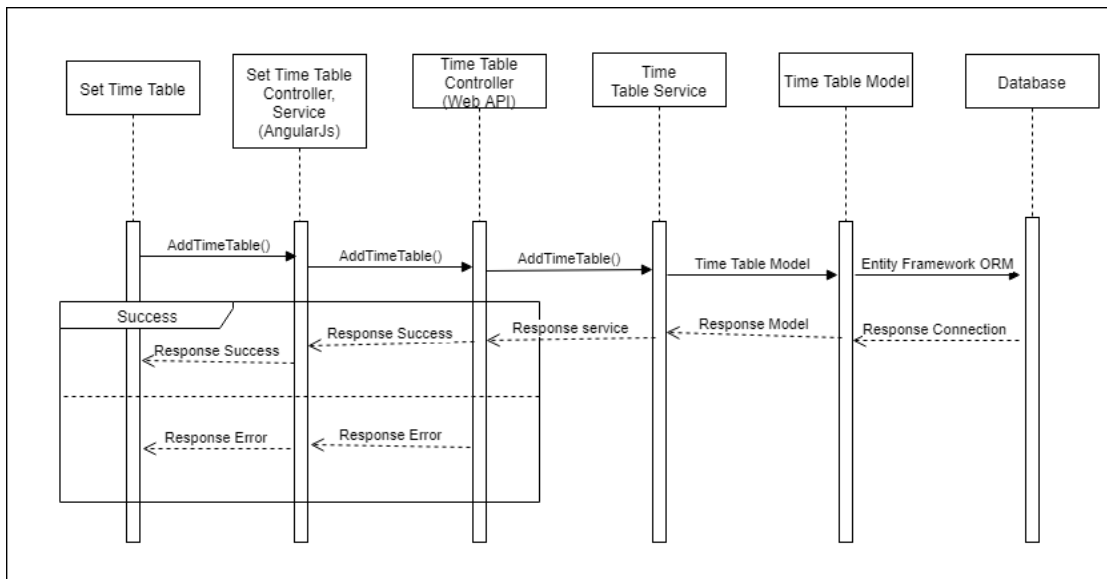 Set Time Table
Set Time Table
Controller,
Service
(AngularJs)
Time Table
Controller
(Web API)
Time
Table Service
Time Table Model
Database
AddTimeTable()
AddTimeTable()
AddTimeTable()
Time Table Model
Entity Framework ORM
Success
Response Success
Response Success
Response service
Response Model
Response Connection
Response Error
Response Error